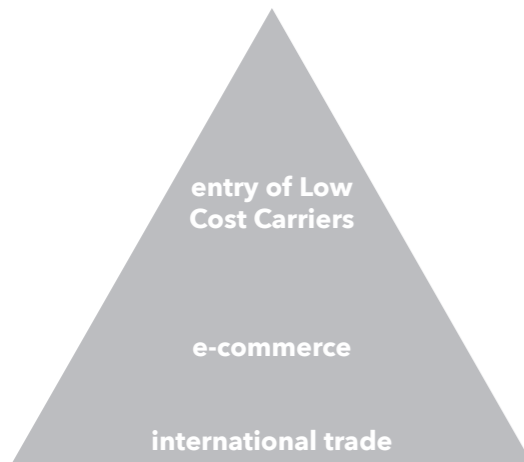 entry of Low
Cost Carriers
e-commerce
international trade